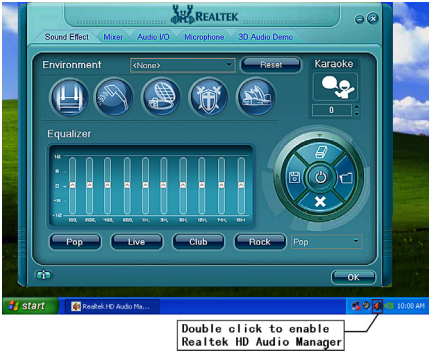 REALTEK
Sound Effect Mixer Audio I/O Microphone 3D Audio Demo
Environment <None> Reset Karaoke
0
Equalizer
Pop Live Club Rock Pop
OK
start Realtek HD Audio Ma... 10:08 AM
Double click to enable
Realtek HD Audio Manager